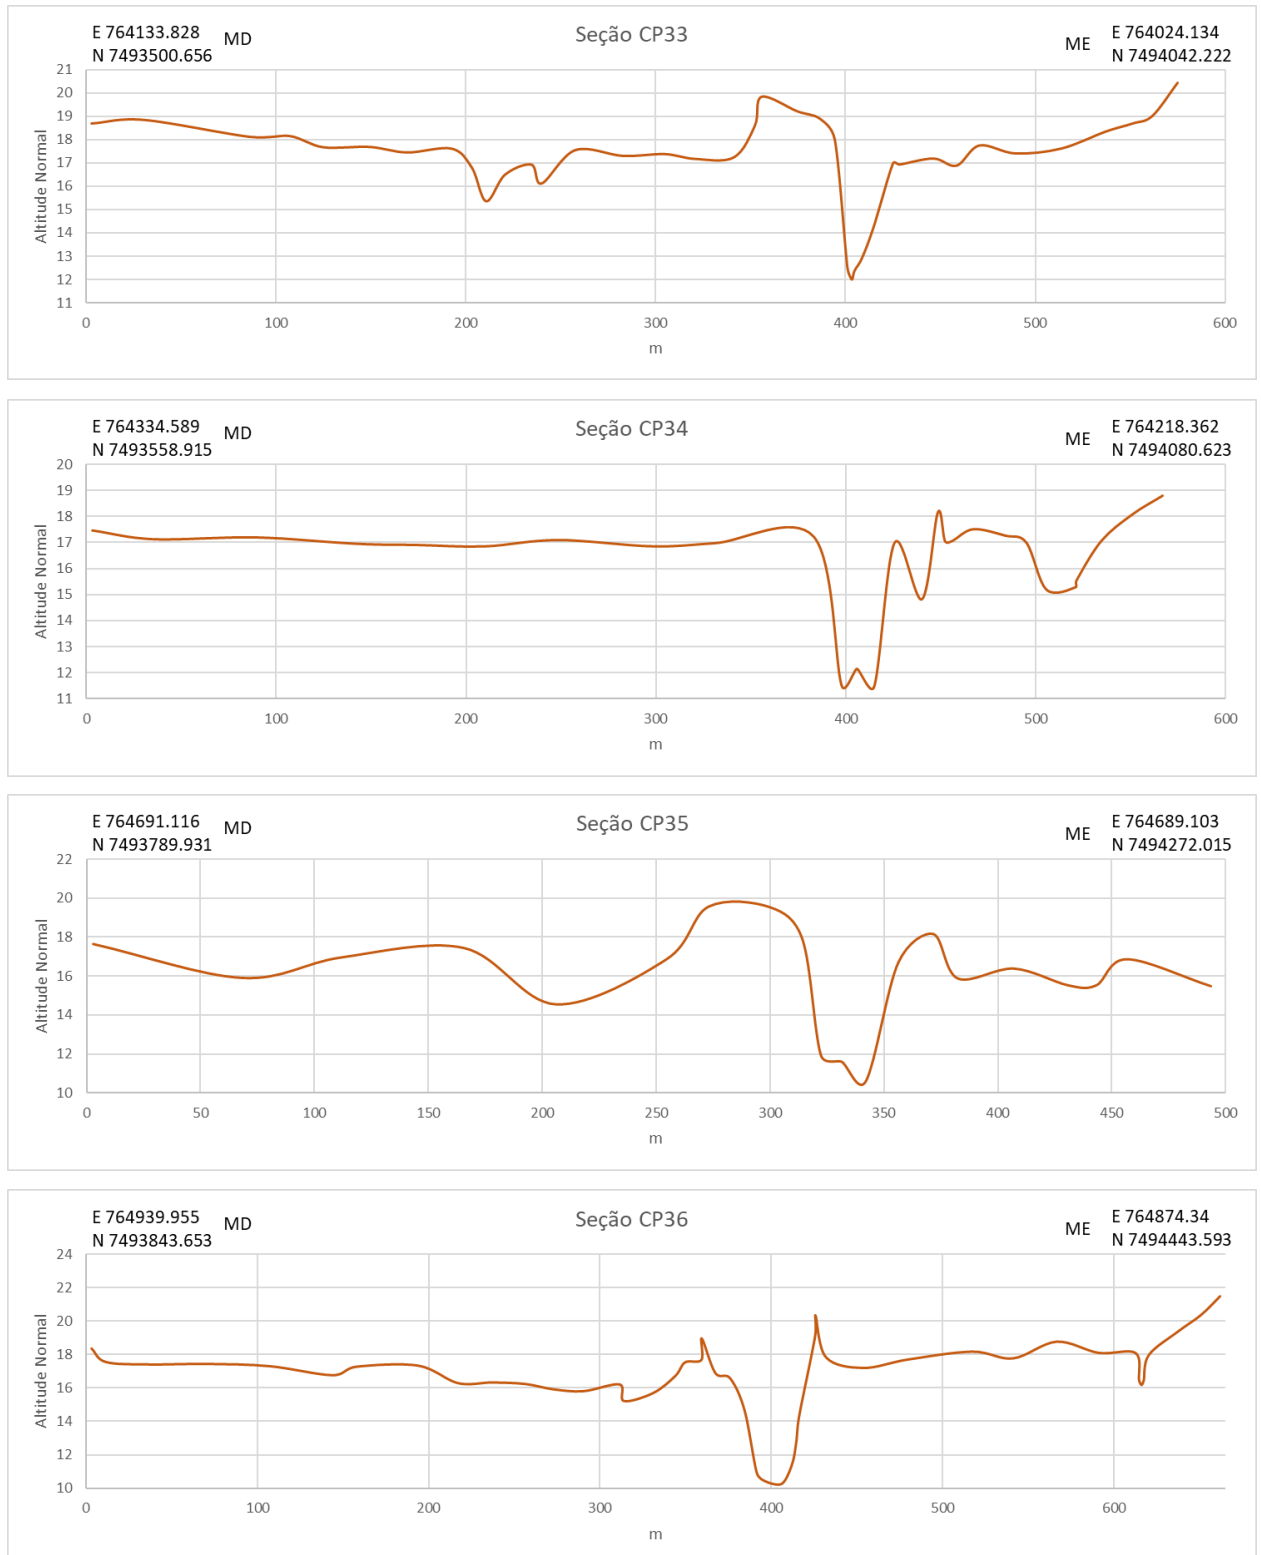 E 764133.828 MD Seção CP33 ME E 764024.134
N 7493500.656 N 7494042.222
21
20
19
18
17
16
15
14
13
12
11
Altitude Normal
0 100 200 300 400 500 600
m
E 764334.589 MD Seção CP34 ME E 764218.362
N 7493558.915 N 7494080.623
20
19
18
17
16
15
14
13
12
11
Altitude Normal
0 100 200 300 400 500 600
m
E 764691.116 MD Seção CP35 ME E 764689.103
N 7493789.931 N 7494272.015
22
20
18
16
14
12
10
Altitude Normal
0 50 100 150 200 250 300 350 400 450 500
m
E 764939.955 MD Seção CP36 ME E 764874.34
N 7493843.653 N 7494443.593
24
22
20
18
16
14
12
10
Altitude Normal
0 100 200 300 400 500 600
m